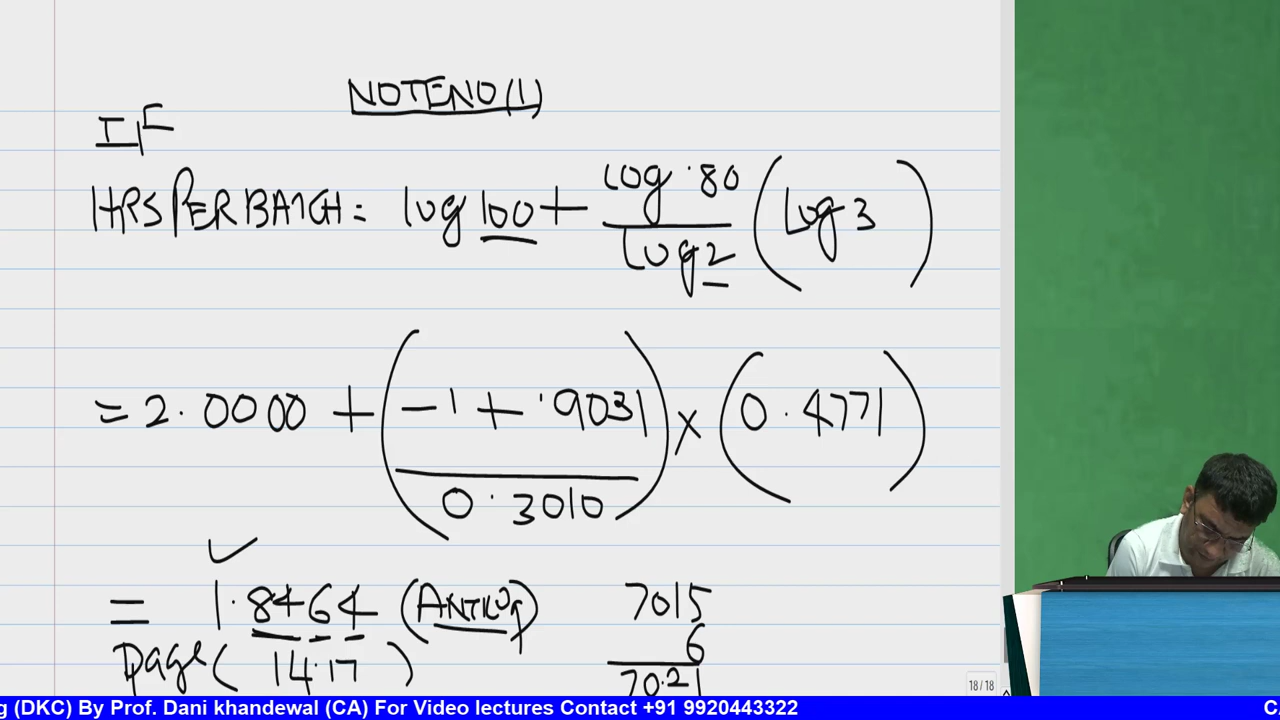 NOTENO(1)
IF
HRS PER BATCH = log 100 + log .80 / log 2 (log 3)
= 2.0000 + (-1 + .9031 / 0.3010) x (0.4771)
= 1.8464 (ANTILOG) 7015
6
page( 14.17 ) 70.21
18/18
g (DKC) By Prof. Dani khandewal (CA) For Video lectures Contact +91 9920443322
C